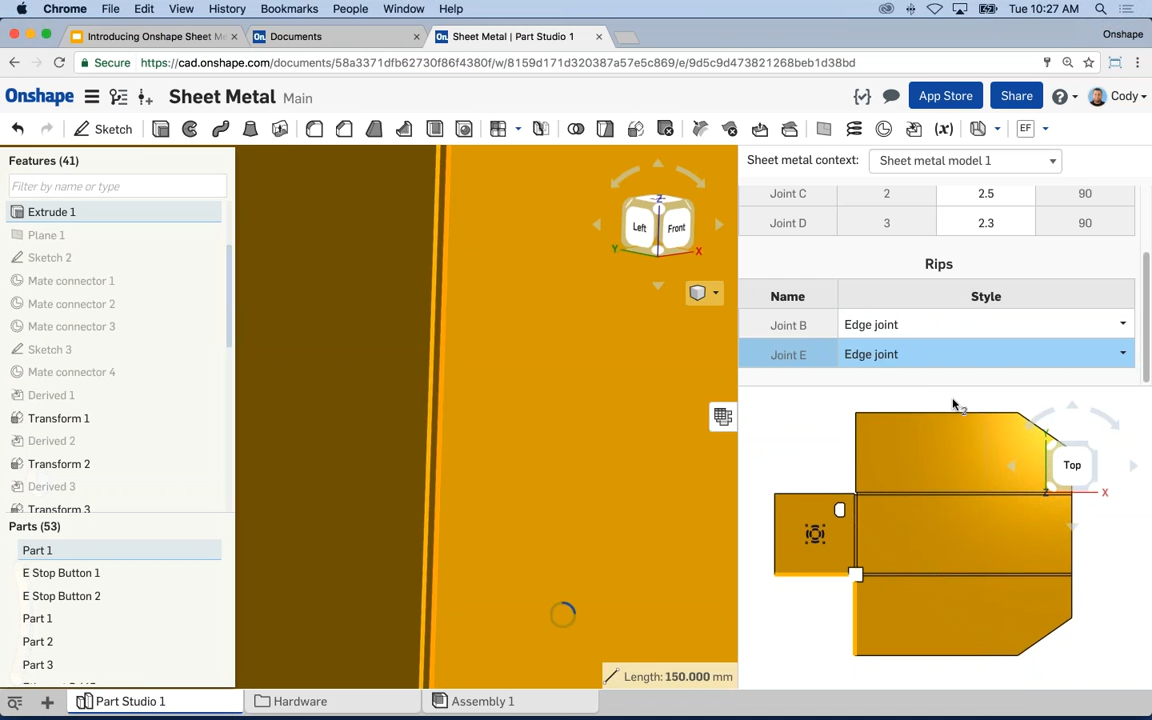 Chrome File Edit View History Bookmarks People Window Help Tue 10:27 AM
Introducing Onshape Sheet Me Documents Sheet Metal | Part Studio 1 Onshape
Secure https://cad.onshape.com/documents/58a3371dfb62730f86f4380f/w/8159d171d320387a57e5c869/e/9d5c9d473821268beb1d38bd
Onshape Sheet Metal Main App Store Share Cody
Sketch (x) EF
Features (41)
Filter by name or type
Extrude 1
Plane 1
Sketch 2
Mate connector 1
Mate connector 2
Mate connector 3
Sketch 3
Mate connector 4
Derived 1
Transform 1
Derived 2
Transform 2
Derived 3
Transform 3
Parts (53)
Part 1
E Stop Button 1
E Stop Button 2
Part 1
Part 2
Part 3
Z
Left Front
Y X
Length: 150.000 mm
Sheet metal context: Sheet metal model 1
Joint C 2 2.5 90
Joint D 3 2.3 90
Rips
Name Style
Joint B Edge joint
Joint E Edge joint
Y
Top
Z X
Part Studio 1 Hardware Assembly 1